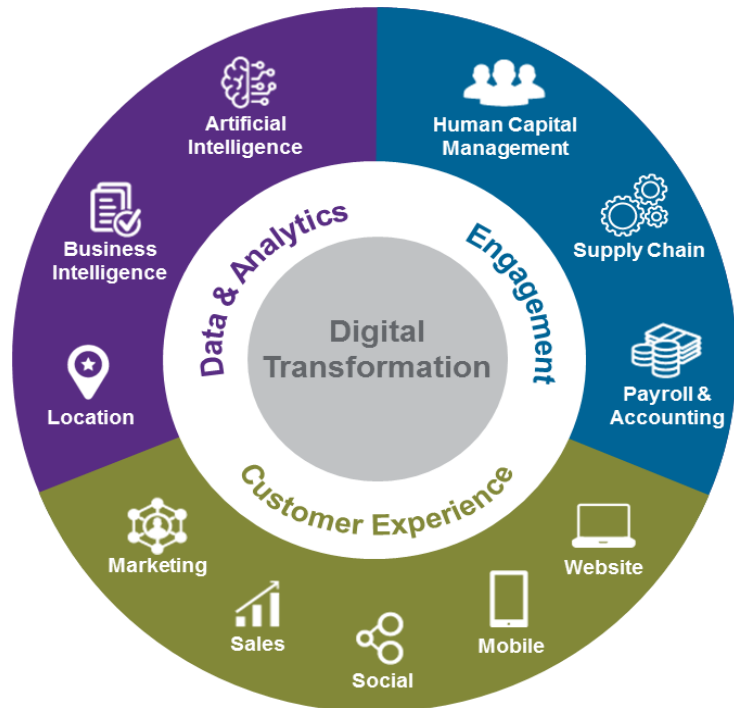 Artificial
Intelligence
Human Capital
Management
Business
Intelligence
Supply Chain
Location
Payroll &
Accounting
Data & Analytics
Engagement
Customer Experience
Digital
Transformation
Marketing
Sales
Social
Mobile
Website